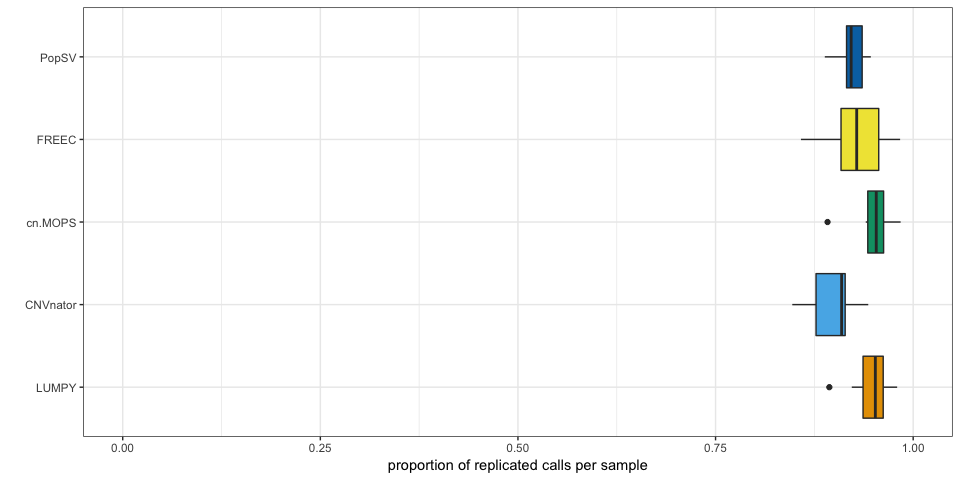 PopSV
FREEC
cn.MOPS
CNVnator
LUMPY
0.00 0.25 0.50 0.75 1.00
proportion of replicated calls per sample